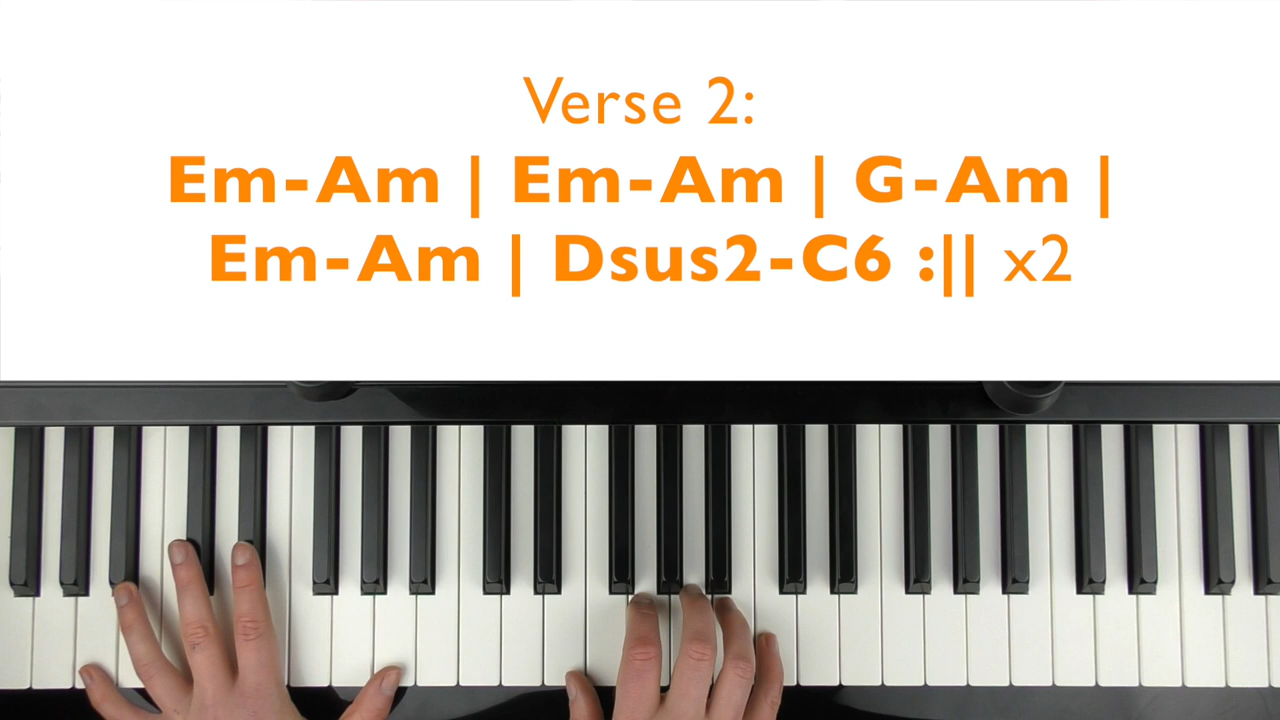 Verse 2:
Em-Am | Em-Am | G-Am |
Em-Am | Dsus2-C6 :|| x2